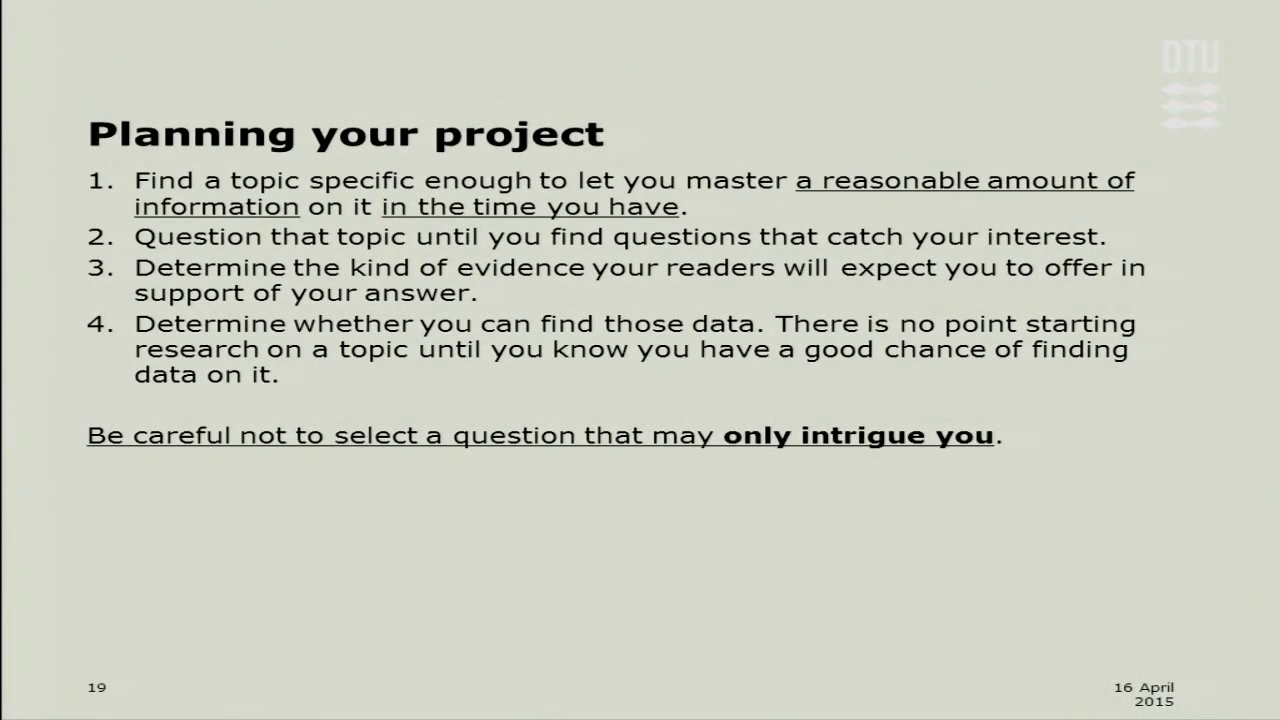 DTU
Planning your project
1. Find a topic specific enough to let you master a reasonable amount of
information on it in the time you have.
2. Question that topic until you find questions that catch your interest.
3. Determine the kind of evidence your readers will expect you to offer in
support of your answer.
4. Determine whether you can find those data. There is no point starting
research on a topic until you know you have a good chance of finding
data on it.
Be careful not to select a question that may only intrigue you.
19
16 April
2015